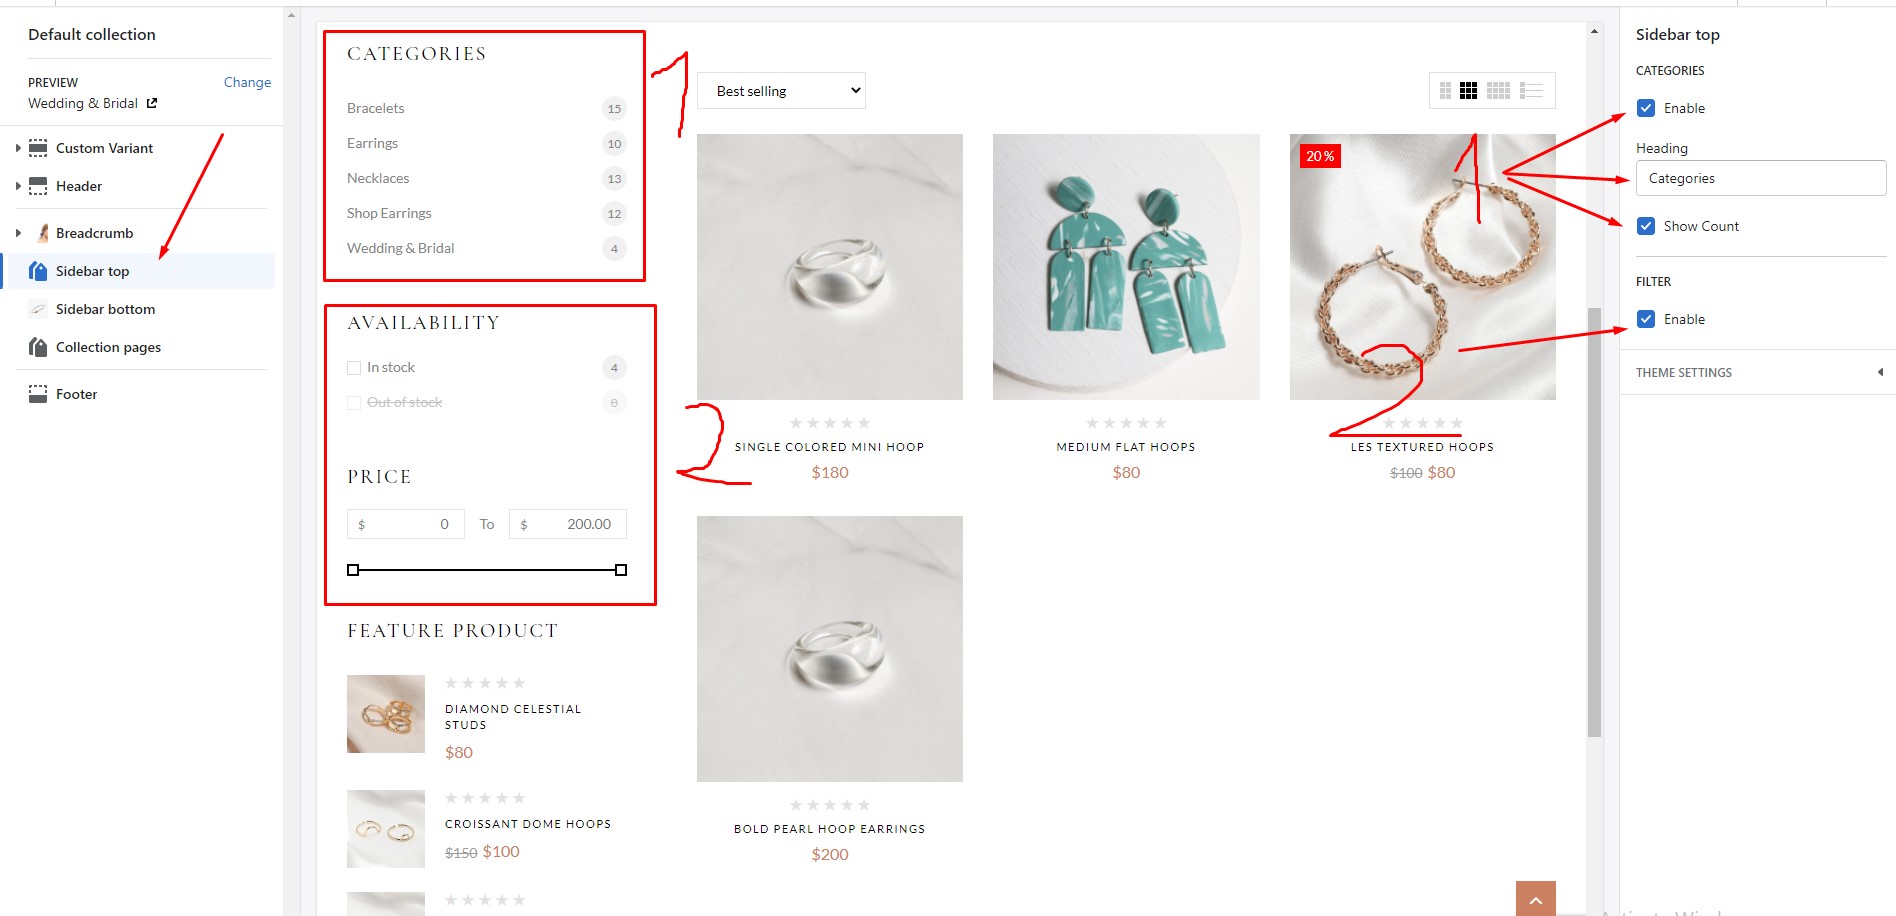 Default collection
PREVIEW
Change
Wedding & Bridal
Custom Variant
Header
Breadcrumb
Sidebar top
Sidebar bottom
Collection pages
Footer
CATEGORIES
Bracelets 15
Earrings 10
Necklaces 13
Shop Earrings 12
Wedding & Bridal 4
1
AVAILABILITY
In stock 4
Out of stock 0
PRICE
$ 0 To $ 200.00
2
FEATURE PRODUCT
DIAMOND CELESTIAL
STUDS
$80
CROISSANT DOME HOOPS
$150 $100
Best selling
20%
1
2
SINGLE COLORED MINI HOOP
$180
MEDIUM FLAT HOOPS
$80
LES TEXTURED HOOPS
$100 $80
BOLD PEARL HOOP EARRINGS
$200
Sidebar top
CATEGORIES
Enable
Heading
Categories
Show Count
FILTER
Enable
THEME SETTINGS